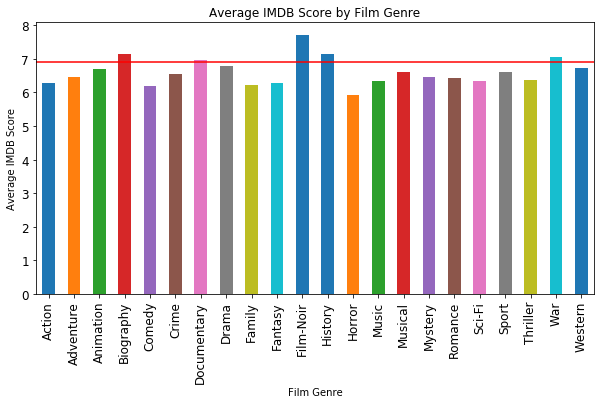 Average IMDB Score by Film Genre
8
7
6
5
4
3
2
1
0
Average IMDB Score
Action
Adventure
Animation
Biography
Comedy
Crime
Documentary
Drama
Family
Fantasy
Film-Noir
History
Horror
Music
Musical
Mystery
Romance
Sci-Fi
Sport
Thriller
War
Western
Film Genre